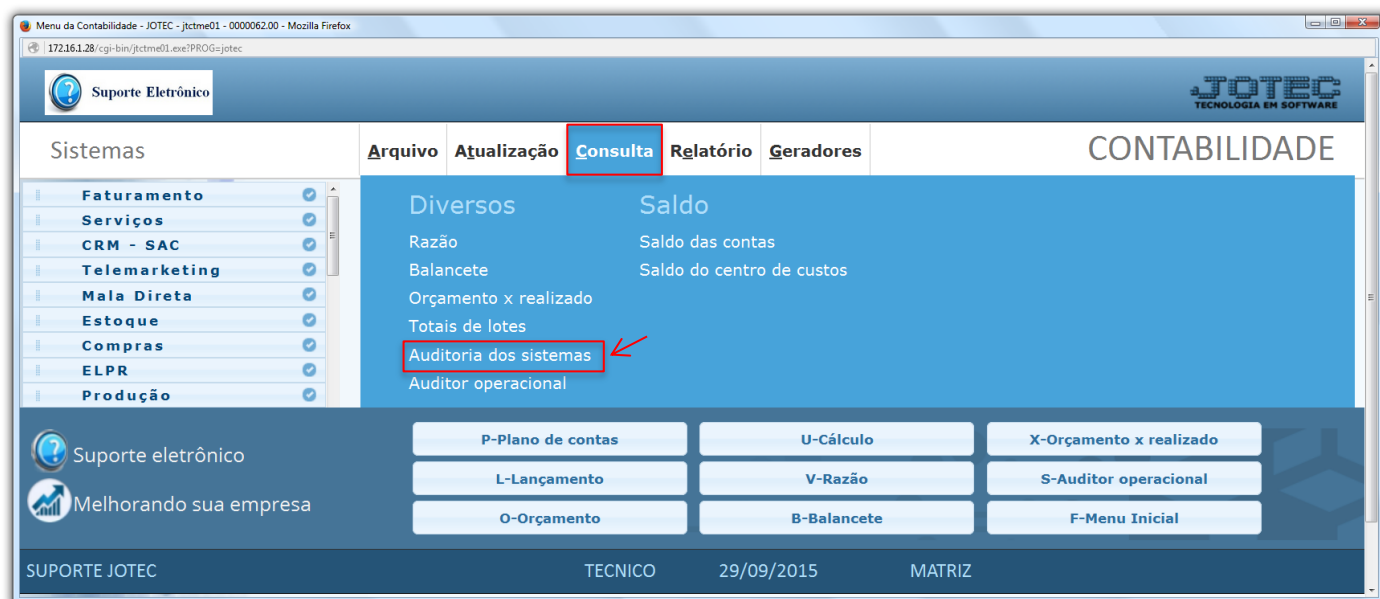 Menu da Contabilidade - JOTEC - jtctme01 - 0000062.00 - Mozilla Firefox
172.16.1.28/cgi-bin/jtctme01.exe?PROG=jotec
Suporte Eletrônico
JOTEC
TECNOLOGIA EM SOFTWARE
Sistemas
Arquivo Atualização Consulta Relatório Geradores
CONTABILIDADE
Faturamento
Serviços
CRM - SAC
Telemarketing
Mala Direta
Estoque
Compras
ELPR
Produção
Diversos
Razão
Balancete
Orçamento x realizado
Totais de lotes
Auditoria dos sistemas
Auditor operacional
Saldo
Saldo das contas
Saldo do centro de custos
Suporte eletrônico
Melhorando sua empresa
P-Plano de contas U-Cálculo X-Orçamento x realizado
L-Lançamento V-Razão S-Auditor operacional
O-Orçamento B-Balancete F-Menu Inicial
SUPORTE JOTEC TECNICO 29/09/2015 MATRIZ